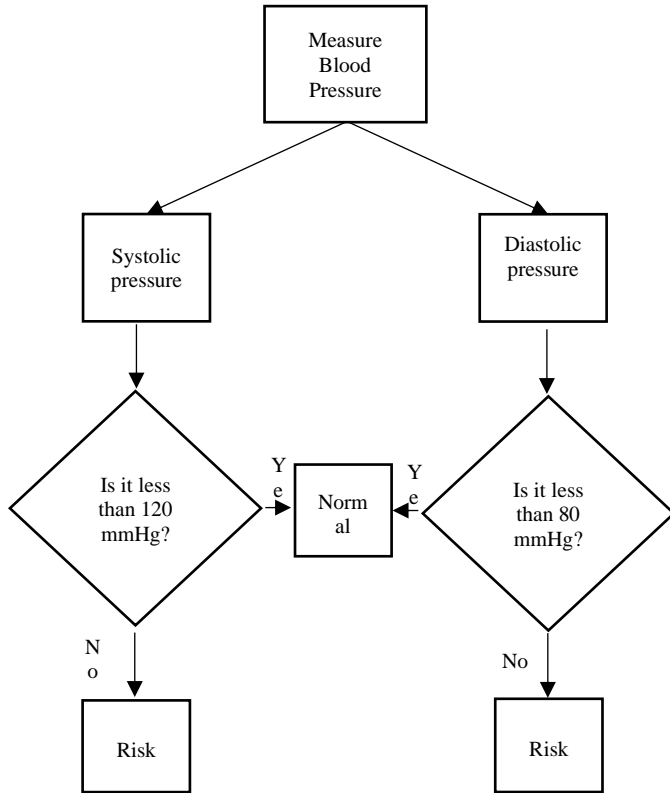 Measure
Blood
Pressure
Systolic
pressure
Diastolic
pressure
Is it less
than 120
mmHg?
Y
e
Norm
al
Y
e
Is it less
than 80
mmHg?
N
o
No
Risk
Risk